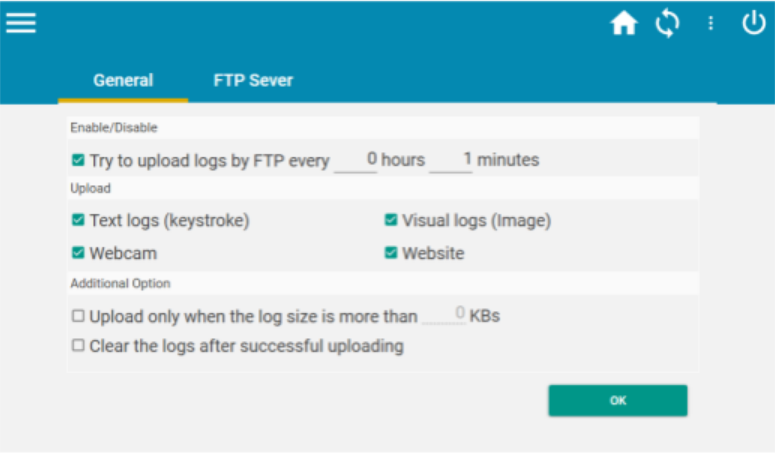 General FTP Sever
Enable/Disable
Try to upload logs by FTP every 0 hours 1 minutes
Upload
Text logs (keystroke) Visual logs (Image)
Webcam Website
Additional Option
Upload only when the log size is more than 0 KBs
Clear the logs after successful uploading
OK